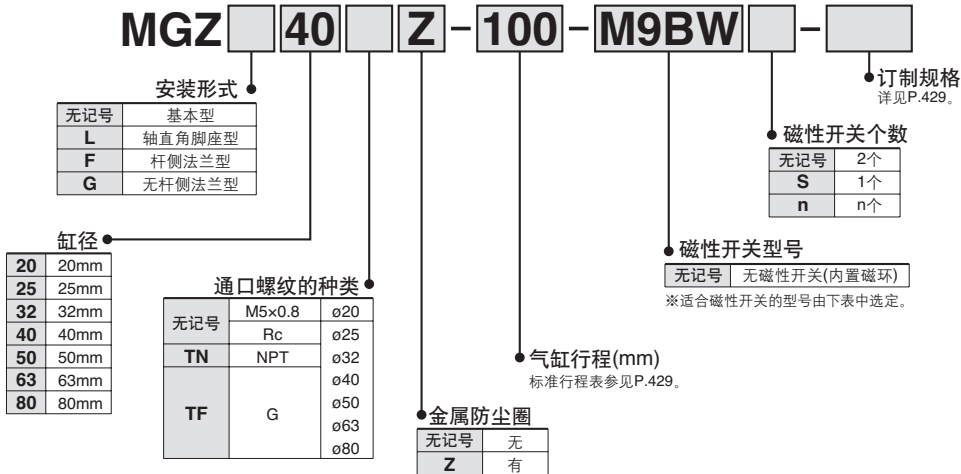 MGZ 40 Z - 100 - M9BW -
安装形式
无记号 基本型
L 轴直角脚座型
F 杆侧法兰型
G 无杆侧法兰型
缸径
20 20mm
25 25mm
32 32mm
40 40mm
50 50mm
63 63mm
80 80mm
通口螺纹的种类
无记号 M5×0.8 ø20
Rc ø25
TN NPT ø32
TF G ø40
ø50
ø63
ø80
金属防尘圈
无记号 无
Z 有
气缸行程(mm)
标准行程表参见P.429。
磁性开关型号
无记号 无磁性开关(内置磁环)
※适合磁性开关的型号由下表中选定。
磁性开关个数
无记号 2个
S 1个
n n个
订制规格
详见P.429。